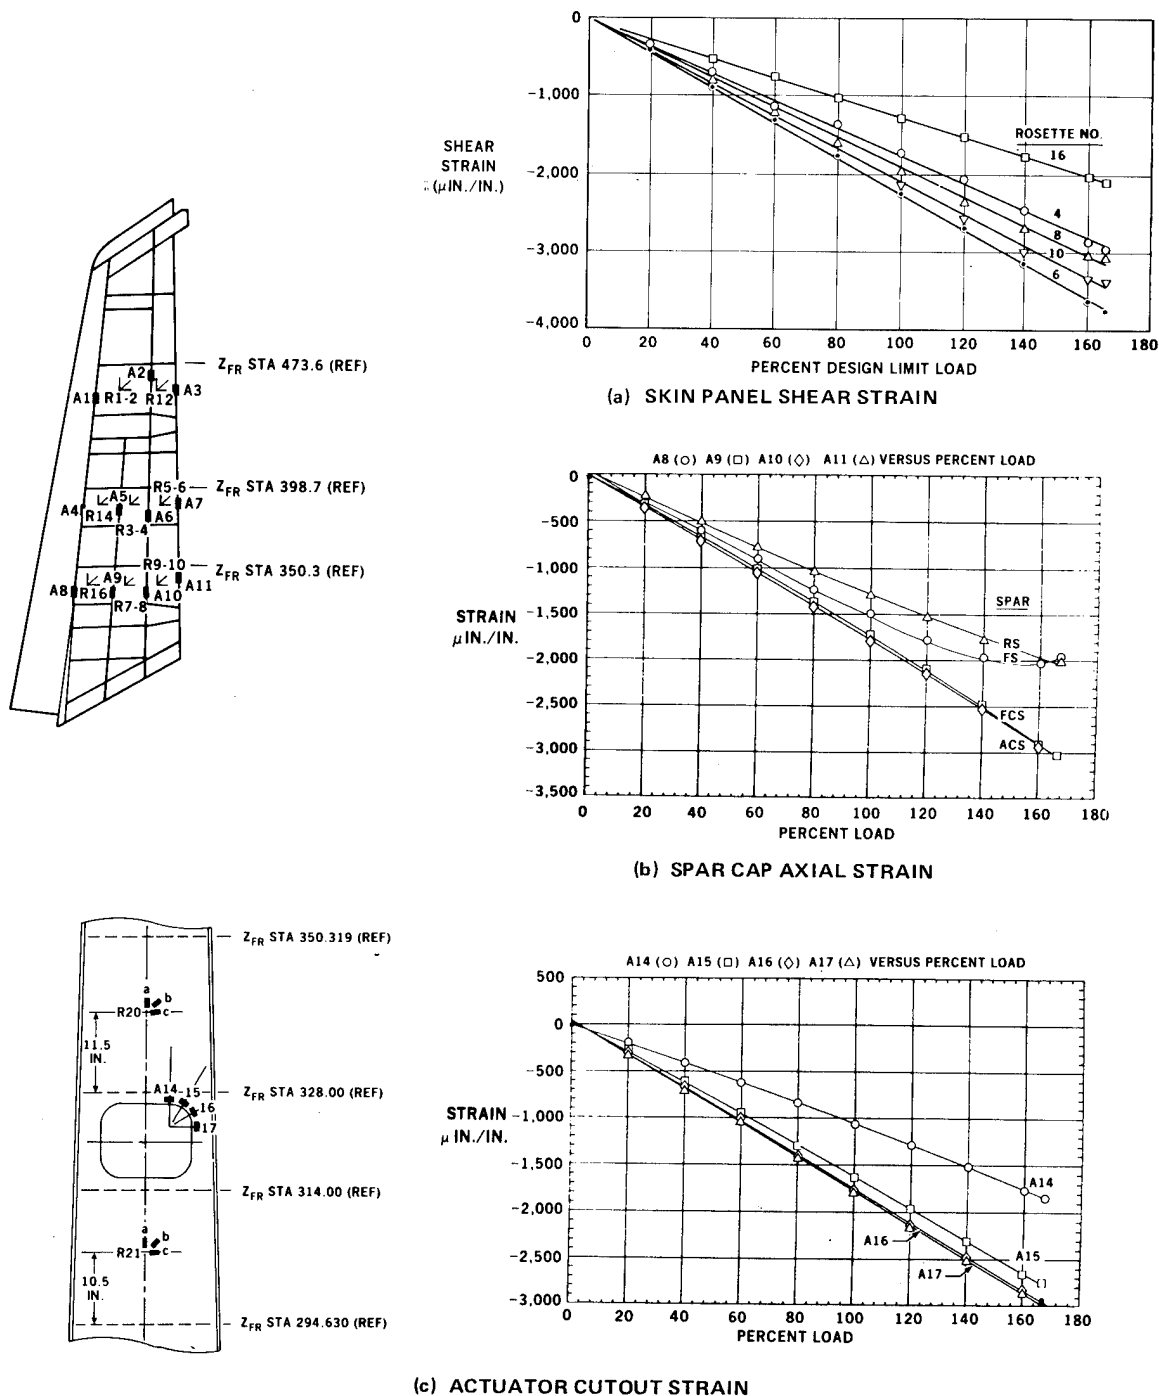 0
-1,000
-2,000
-3,000
-4,000
SHEAR
STRAIN
(μIN./IN.)
ROSETTE NO.
16
4
8
10
6
0 20 40 60 80 100 120 140 160 180
PERCENT DESIGN LIMIT LOAD
(a) SKIN PANEL SHEAR STRAIN
Z_FR STA 473.6 (REF)
A2
A1 R1-2 R12 A3
Z_FR STA 398.7 (REF)
R5-6
A5
A4 A7
R14 A6
R3-4
Z_FR STA 350.3 (REF)
R9-10
A9 A11
A8 R16 A10
R7-8
A8 (○) A9 (□) A10 (◇) A11 (△) VERSUS PERCENT LOAD
0
-500
-1,000
-1,500
-2,000
-2,500
-3,000
-3,500
STRAIN
μIN./IN.
SPAR
RS
FS
FCS
ACS
0 20 40 60 80 100 120 140 160 180
PERCENT LOAD
(b) SPAR CAP AXIAL STRAIN
Z_FR STA 350.319 (REF)
a
b
R20 c
11.5
IN.
Z_FR STA 328.00 (REF)
A14 15
16
17
Z_FR STA 314.00 (REF)
a
b
R21 c
10.5
IN.
Z_FR STA 294.630 (REF)
A14 (○) A15 (□) A16 (◇) A17 (△) VERSUS PERCENT LOAD
500
0
-500
-1,000
-1,500
-2,000
-2,500
-3,000
STRAIN
μIN./IN.
A14
A15
A16
A17
0 20 40 60 80 100 120 140 160 180
PERCENT LOAD
(c) ACTUATOR CUTOUT STRAIN